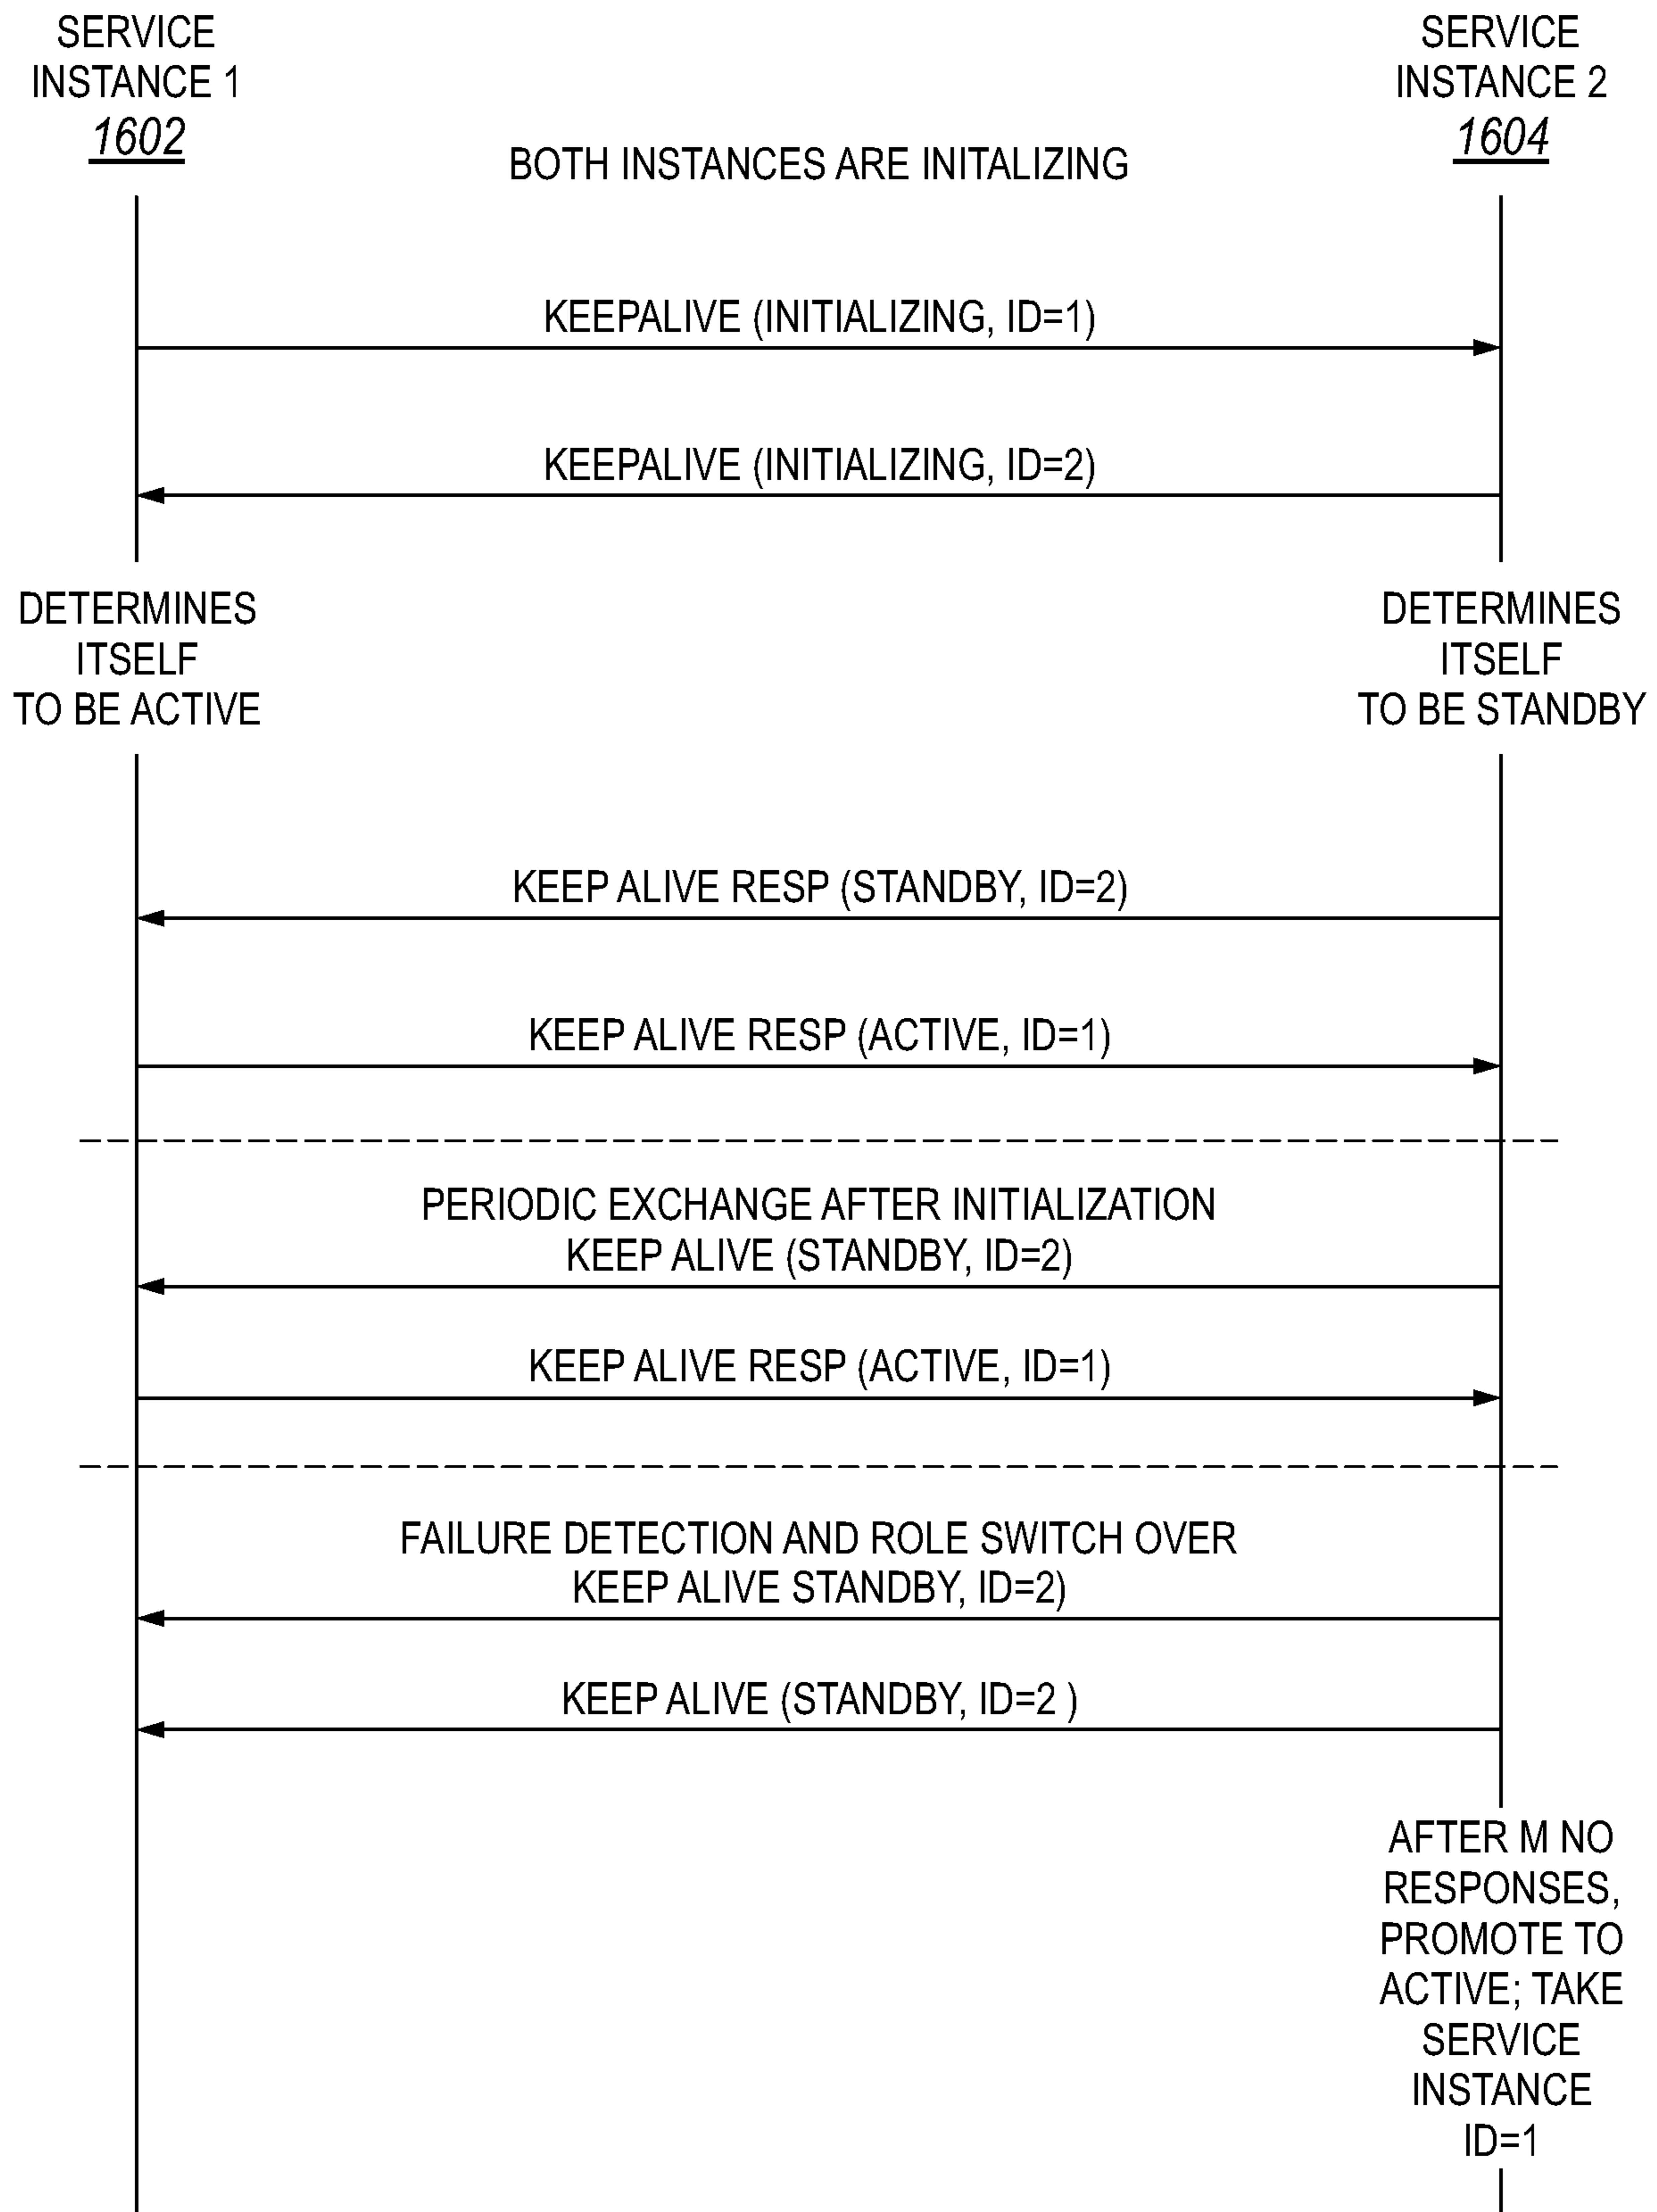 SERVICE
INSTANCE 1
1602
SERVICE
INSTANCE 2
1604
BOTH INSTANCES ARE INITALIZING
KEEPALIVE (INITIALIZING, ID=1)
KEEPALIVE (INITIALIZING, ID=2)
DETERMINES
ITSELF
TO BE ACTIVE
DETERMINES
ITSELF
TO BE STANDBY
KEEP ALIVE RESP (STANDBY, ID=2)
KEEP ALIVE RESP (ACTIVE, ID=1)
PERIODIC EXCHANGE AFTER INITIALIZATION
KEEP ALIVE (STANDBY, ID=2)
KEEP ALIVE RESP (ACTIVE, ID=1)
FAILURE DETECTION AND ROLE SWITCH OVER
KEEP ALIVE STANDBY, ID=2)
KEEP ALIVE (STANDBY, ID=2 )
AFTER M NO
RESPONSES,
PROMOTE TO
ACTIVE; TAKE
SERVICE
INSTANCE
ID=1